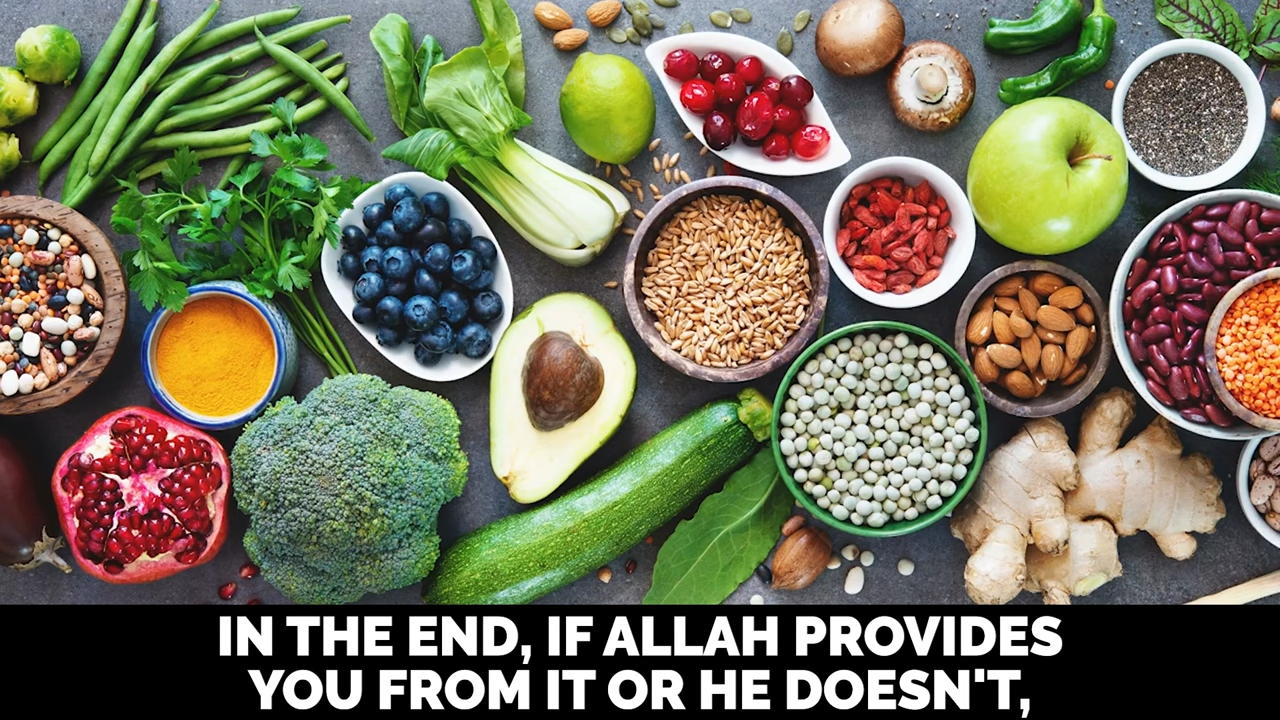 IN THE END, IF ALLAH PROVIDES
YOU FROM IT OR HE DOESN'T,